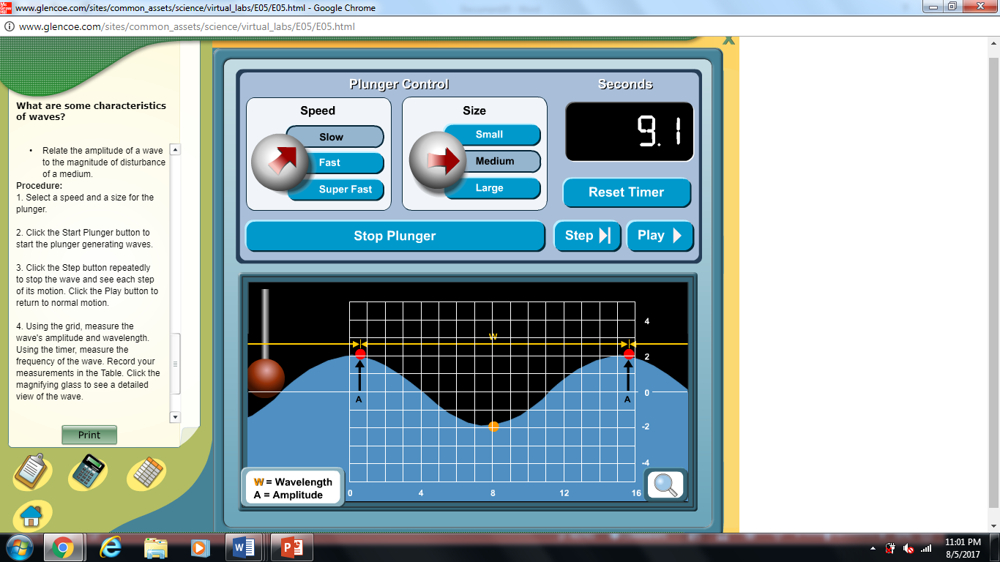 Mc
Graw
Hill
www.glencoe.com/sites/common_assets/science/virtual_labs/E05/E05.html - Google Chrome
www.glencoe.com/sites/common_assets/science/virtual_labs/E05/E05.html
X
What are some characteristics
of waves?
• Relate the amplitude of a wave
to the magnitude of disturbance
of a medium.
Procedure:
1. Select a speed and a size for the
plunger.
2. Click the Start Plunger button to
start the plunger generating waves.
3. Click the Step button repeatedly
to stop the wave and see each step
of its motion. Click the Play button to
return to normal motion.
4. Using the grid, measure the
wave's amplitude and wavelength.
Using the timer, measure the
frequency of the wave. Record your
measurements in the Table. Click the
magnifying glass to see a detailed
view of the wave.
Print
Plunger Control
Speed
Slow
Fast
Super Fast
Size
Small
Medium
Large
Seconds
9.1
Reset Timer
Stop Plunger
Step
Play
W
A
A
4
2
0
-2
-4
0 4 8 12 16
W = Wavelength
A = Amplitude
11:01 PM
8/5/2017